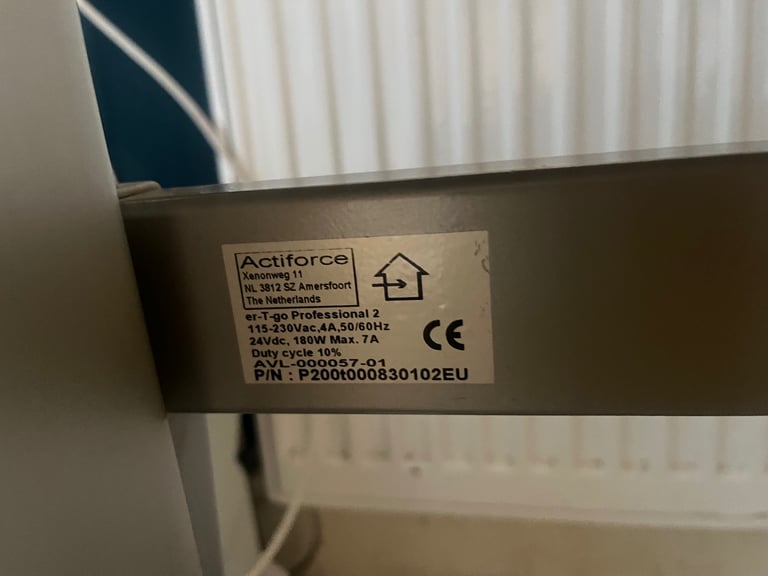 Actiforce
Xenonweg 11
NL 3812 SZ Amersfoort
The Netherlands
er-T-go Professional 2
115-230Vac,4A,50/60Hz
24Vdc, 180W Max. 7A
Duty cycle 10%
AVL-000057-01
P/N : P200t000830102EU
CE